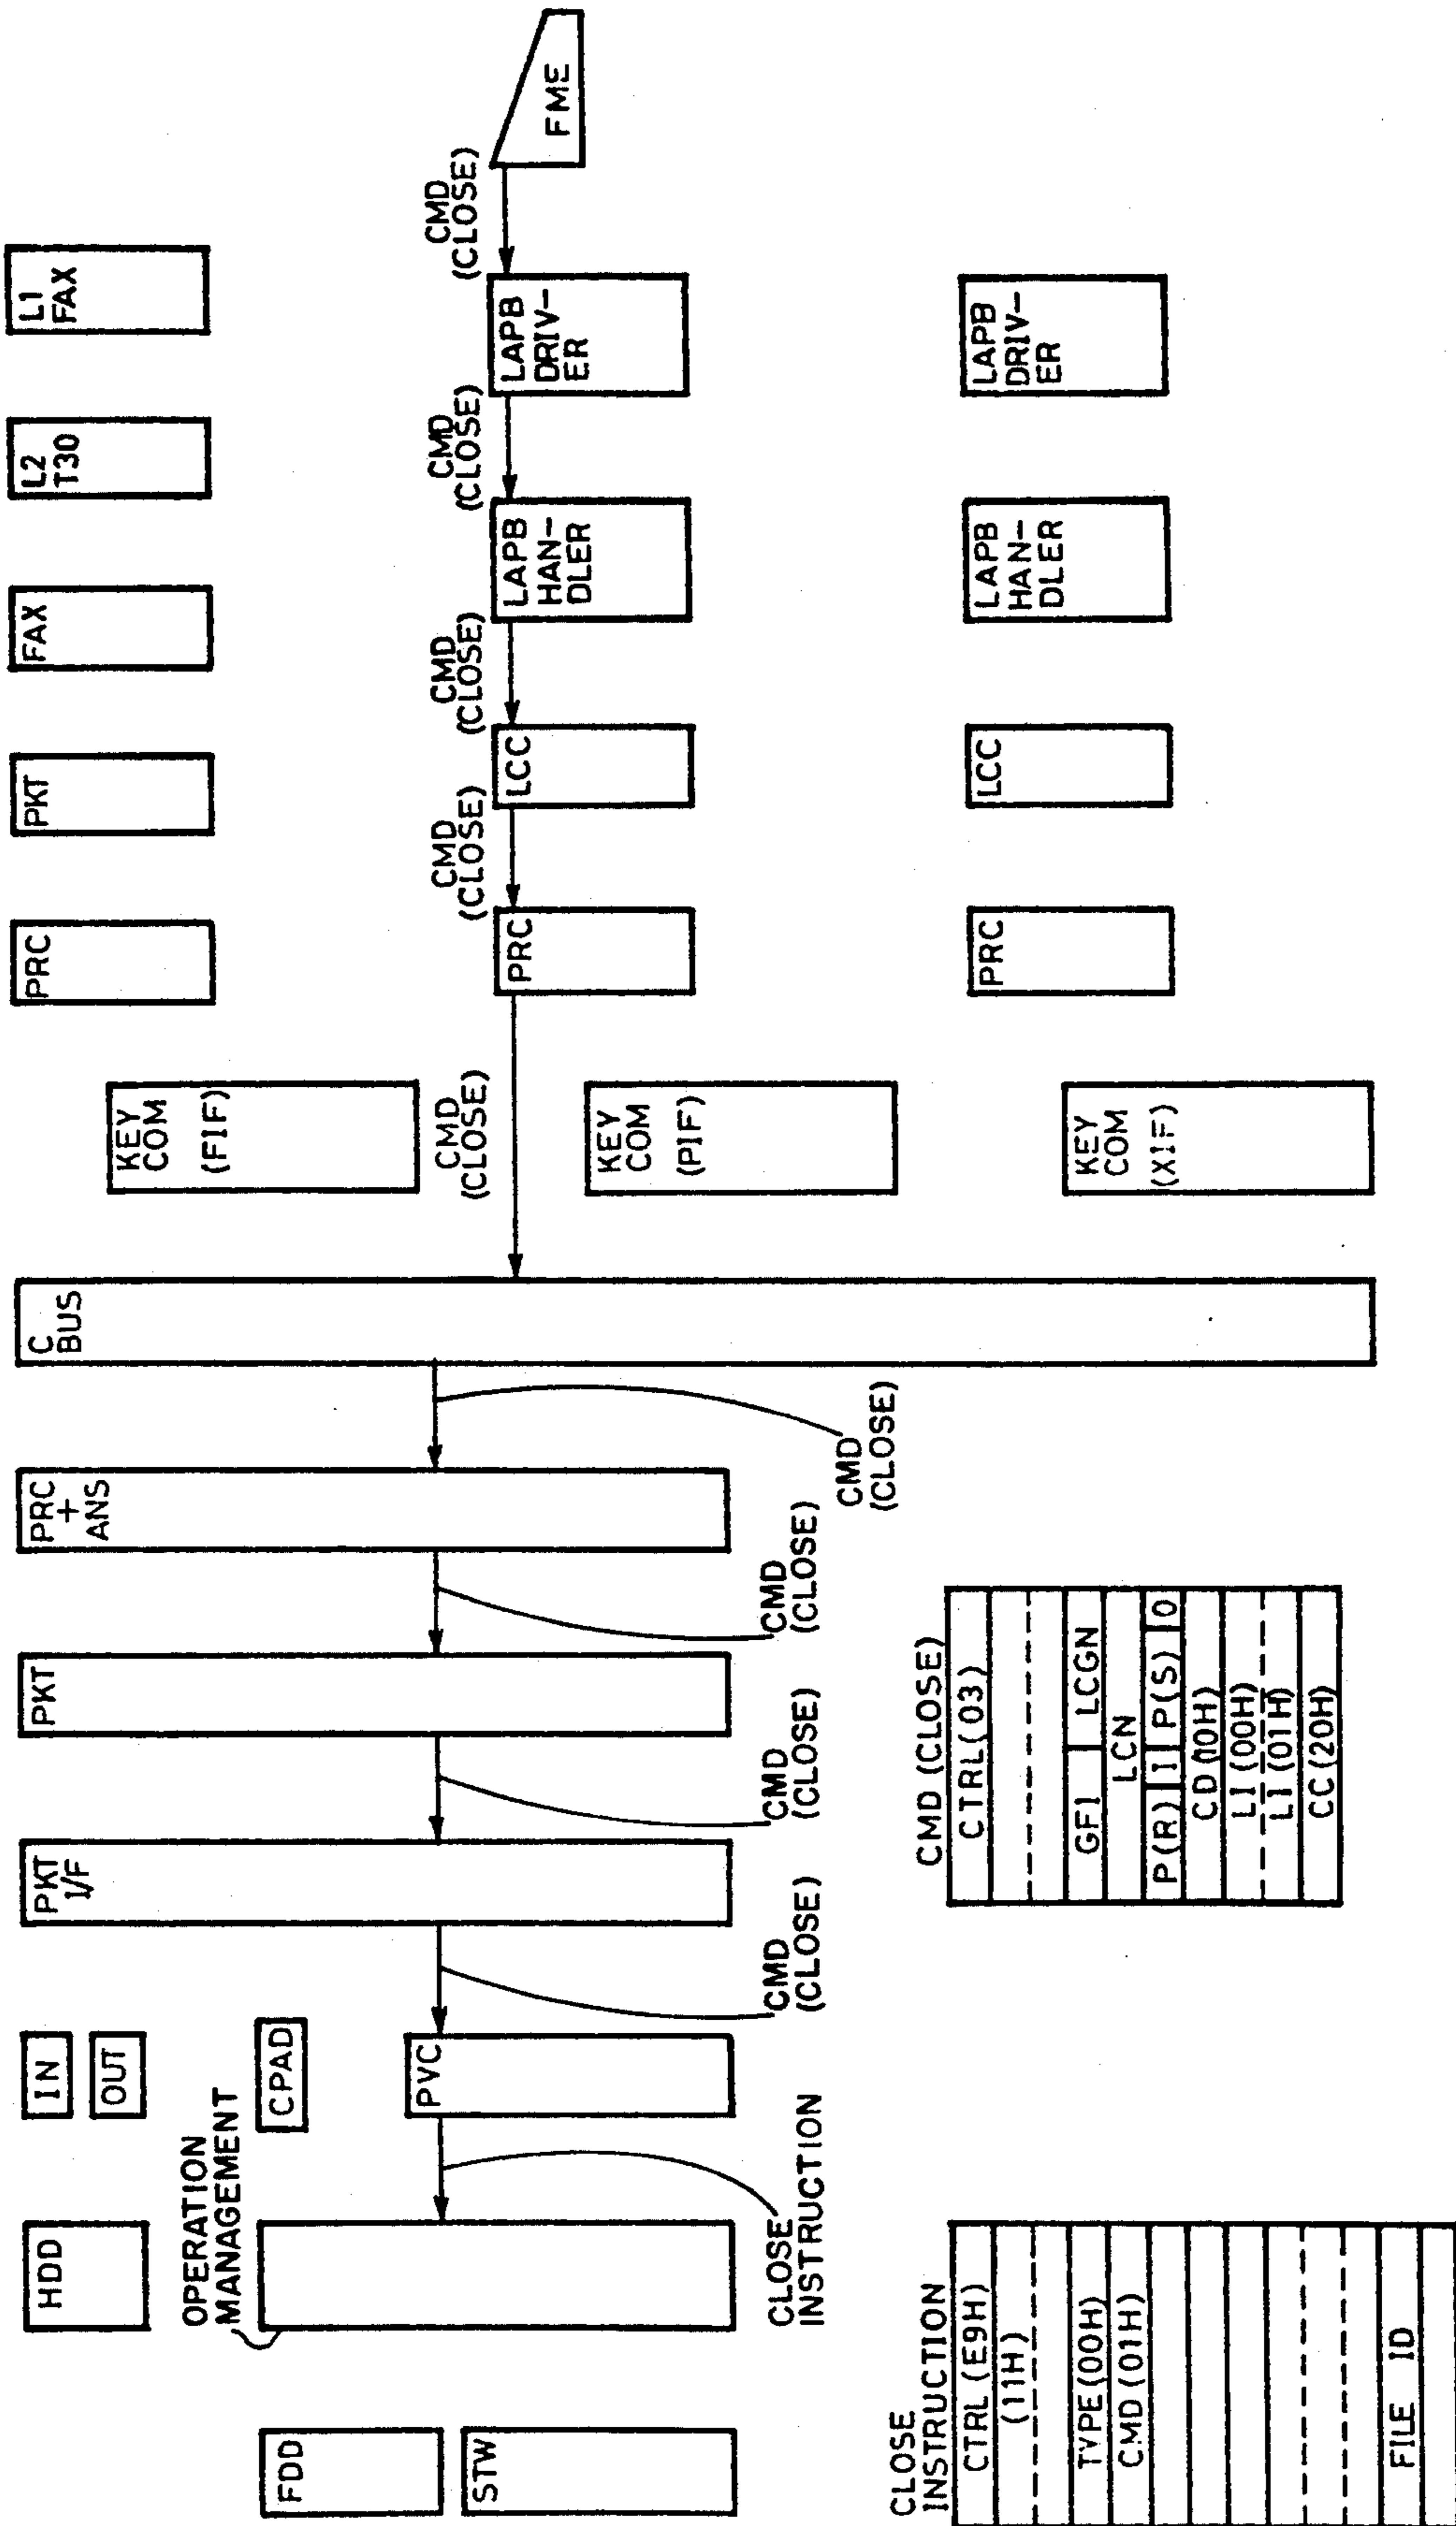 FDD
STW
HDD
OPERATION
MANAGEMENT
CLOSE
INSTRUCTION
IN
OUT
CPAD
PVC
CMD
(CLOSE)
PKT
I/F
CMD
(CLOSE)
PKT
CMD
(CLOSE)
PRC
+
ANS
CMD
(CLOSE)
C
BUS
KEY
COM
(FIF)
CMD
(CLOSE)
KEY
COM
(PIF)
KEY
COM
(XIF)
PRC
PRC
PRC
CMD
(CLOSE)
PKT
LCC
LCC
CMD
(CLOSE)
FAX
LAPB
HAN-
DLER
LAPB
HAN-
DLER
CMD
(CLOSE)
L2
T30
LAPB
DRIV-
ER
LAPB
DRIV-
ER
L1
FAX
CMD
(CLOSE)
FME
CLOSE
INSTRUCTION
CTRL (E9H)
(11H)
TYPE (00H)
CMD (01H)
FILE ID
CMD (CLOSE)
CTRL (03)
GFI LCGN
LCN
P(R) 1 P(S) 0
CD (10H)
LI (00H)
LI (01H)
CC (20H)